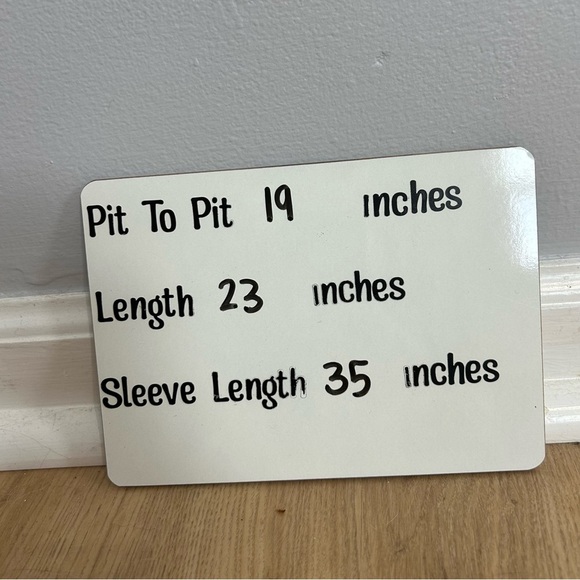 Pit To Pit 19 inches
Length 23 inches
Sleeve Length 35 inches